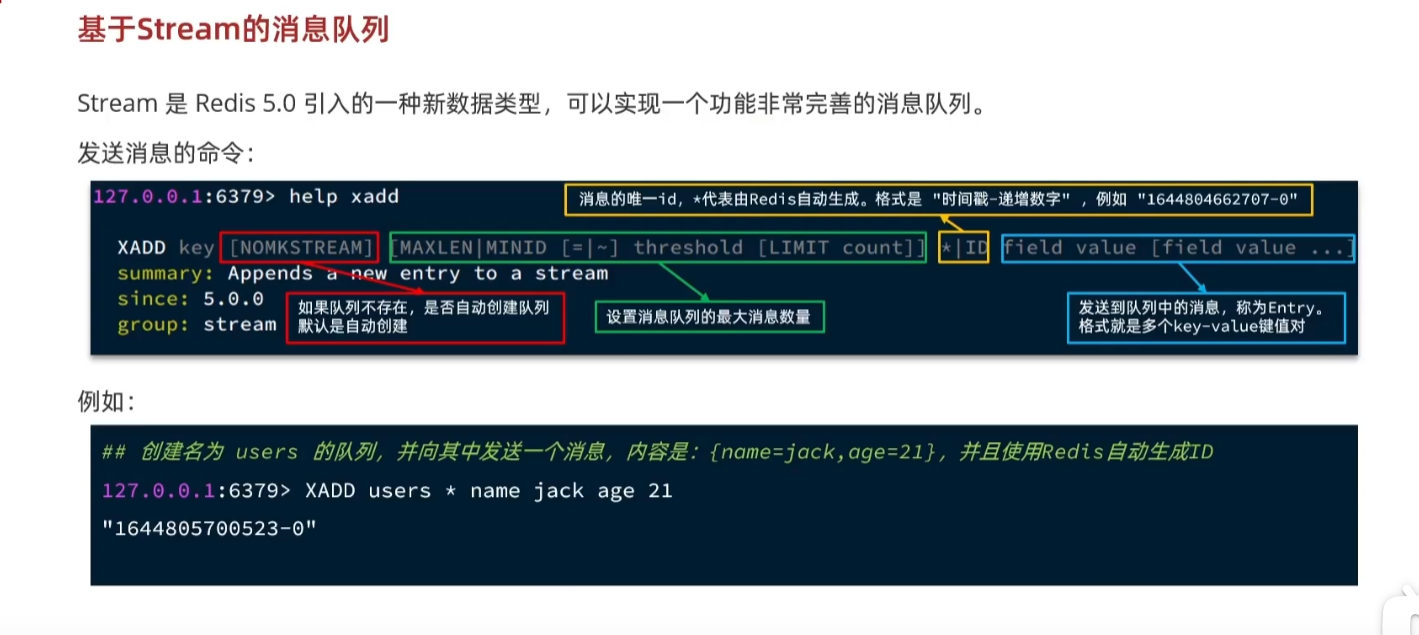 基于Stream的消息队列
Stream 是 Redis 5.0 引入的一种新数据类型，可以实现一个功能非常完善的消息队列。
发送消息的命令：
127.0.0.1:6379> help xadd
消息的唯一id，*代表由Redis自动生成。格式是 "时间戳-递增数字" ，例如 "1644804662707-0"
XADD key [NOMKSTREAM] [MAXLEN|MINID [=|~] threshold [LIMIT count]] *|ID field value [field value ...]
summary: Appends a new entry to a stream
since: 5.0.0
group: stream
如果队列不存在，是否自动创建队列
默认是自动创建
设置消息队列的最大消息数量
发送到队列中的消息，称为Entry。
格式就是多个key-value键值对
例如：
## 创建名为 users 的队列，并向其中发送一个消息，内容是：{name=jack,age=21}，并且使用Redis自动生成ID
127.0.0.1:6379> XADD users * name jack age 21
"1644805700523-0"